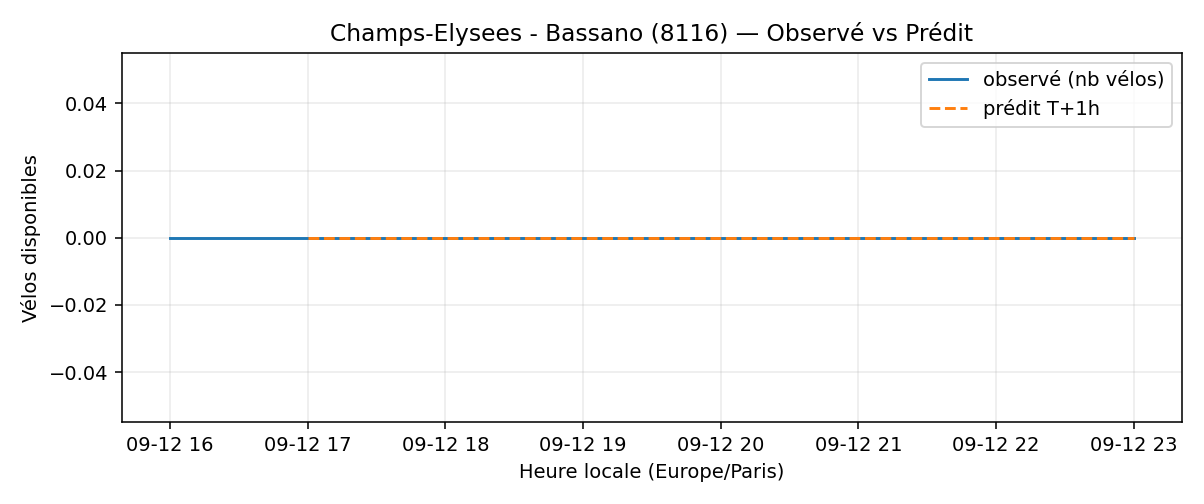 Champs-Elysees - Bassano (8116) — Observé vs Prédit
observé (nb vélos)
prédit T+1h
Vélos disponibles
0.04
0.02
0.00
−0.02
−0.04
09-12 16
09-12 17
09-12 18
09-12 19
09-12 20
09-12 21
09-12 22
09-12 23
Heure locale (Europe/Paris)